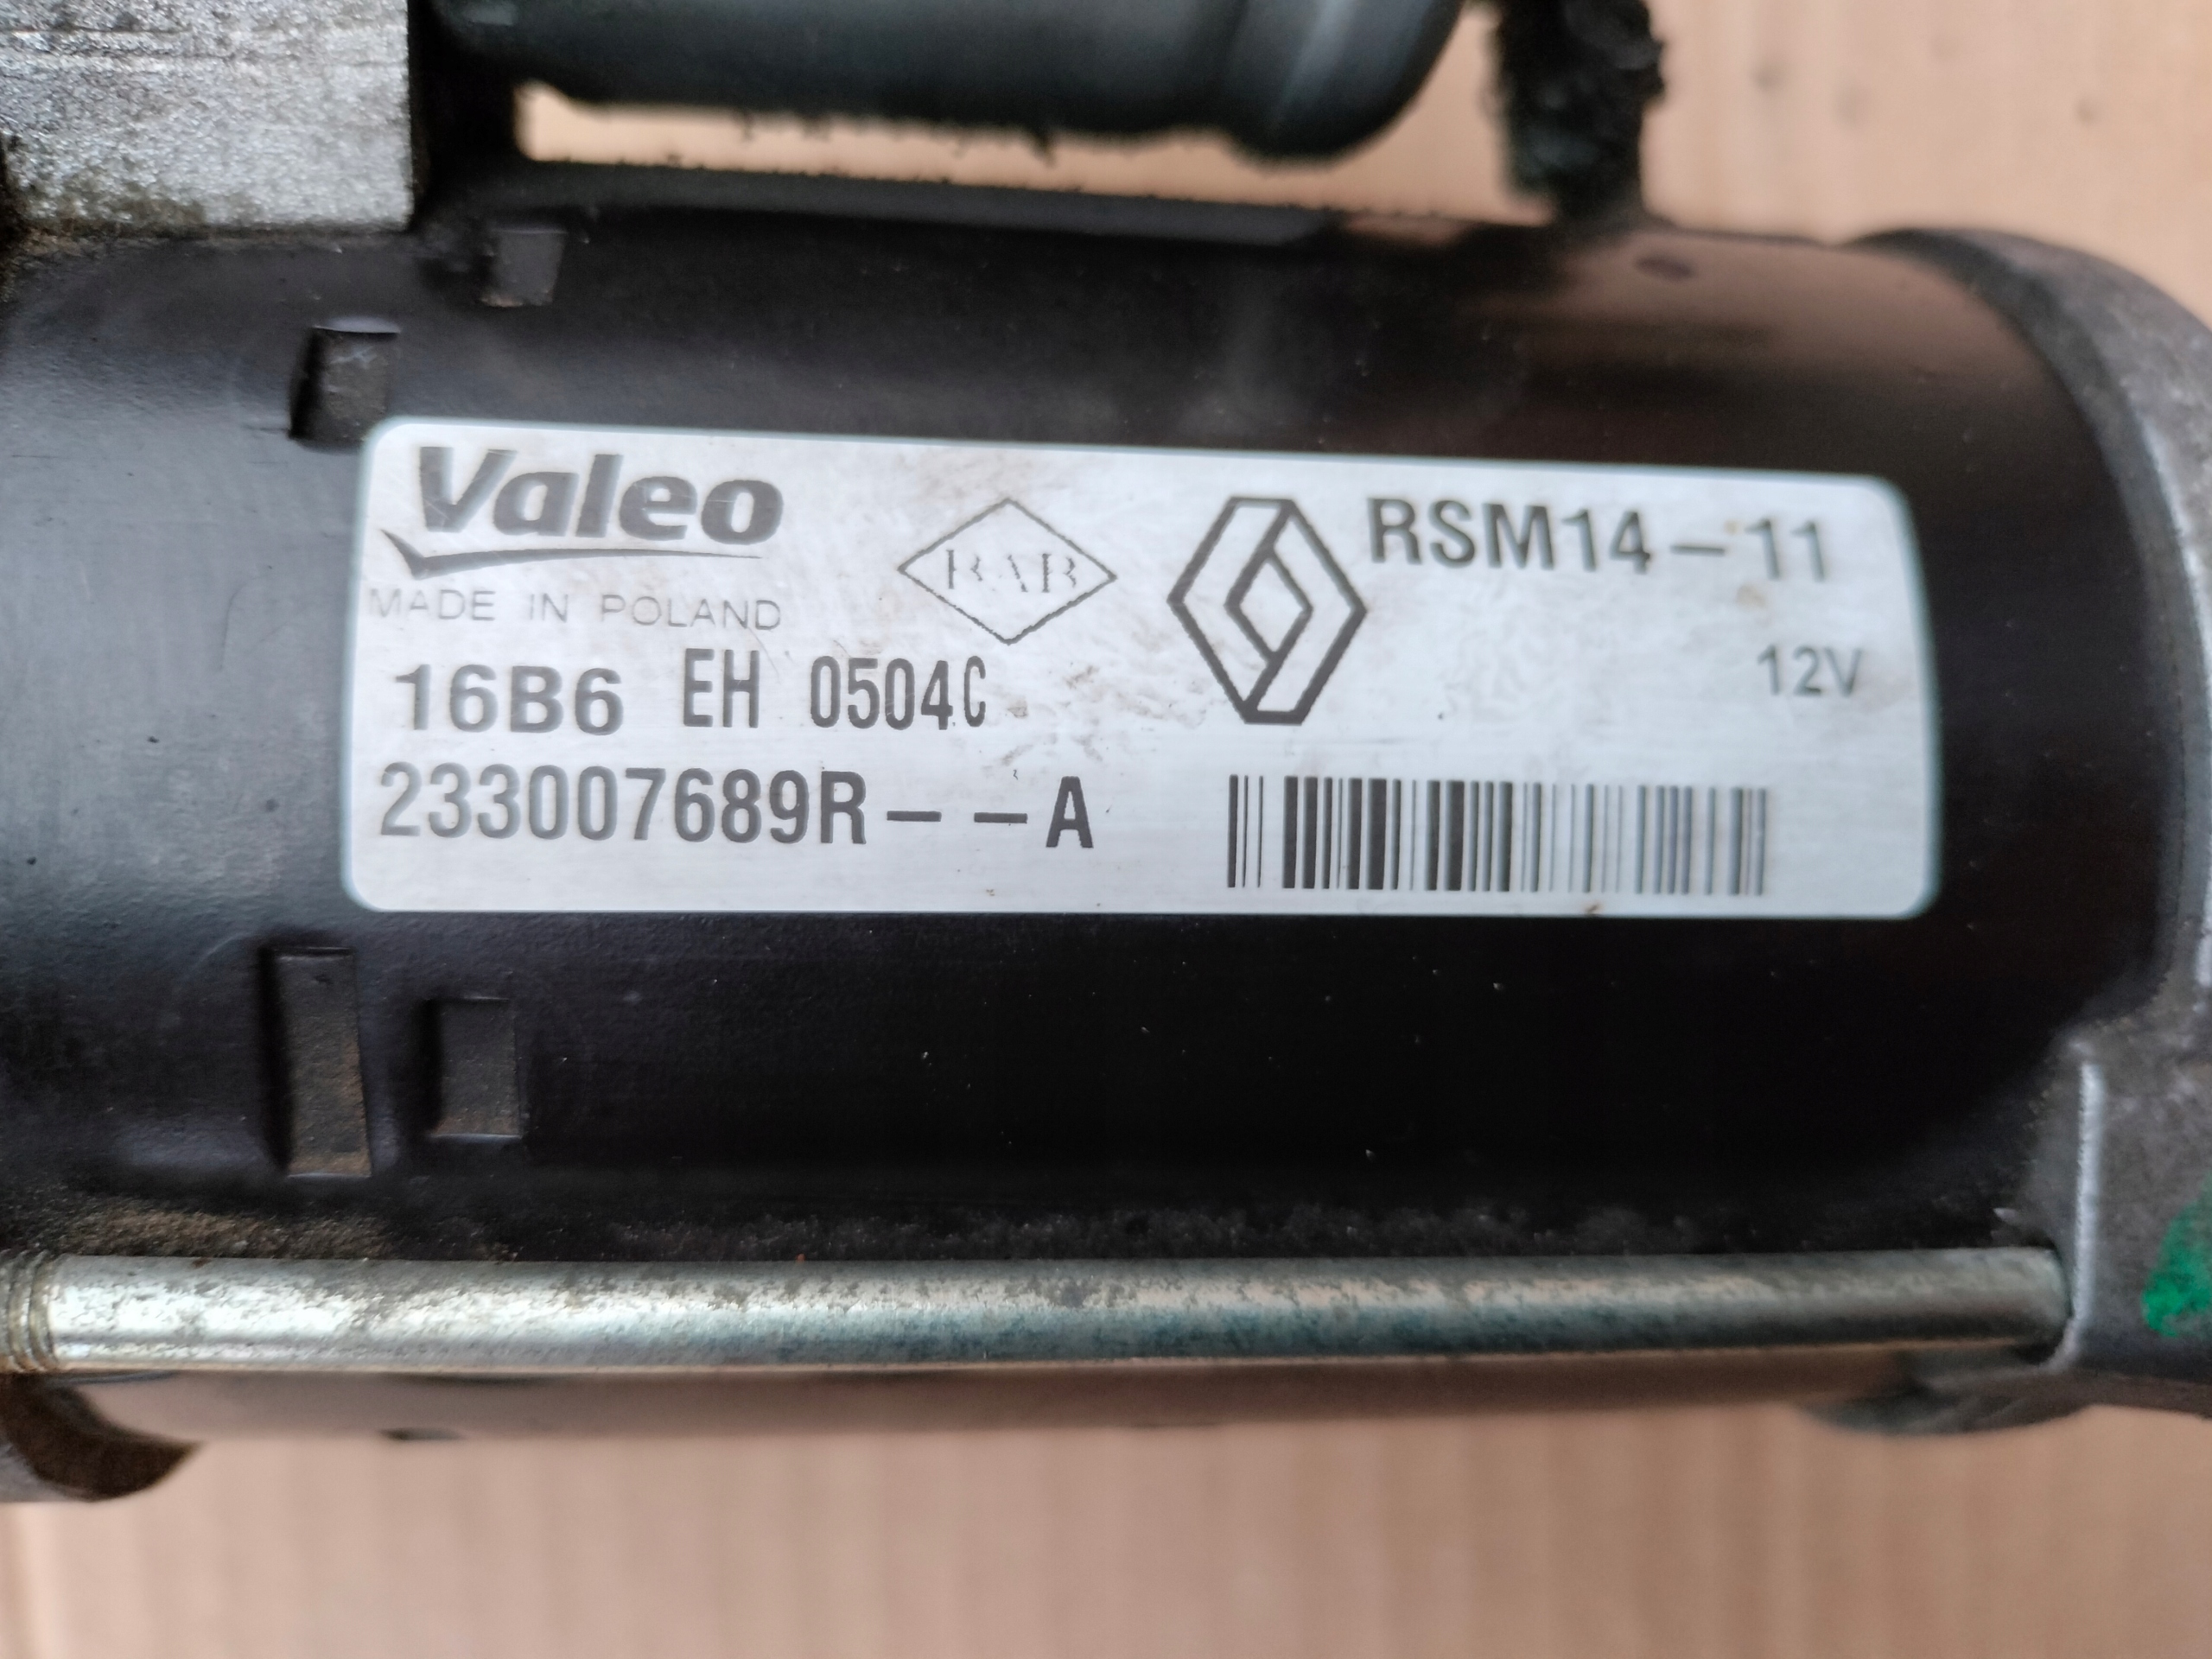 Valeo
MADE IN POLAND
RSM14-11
12V
16B6 EH 0504C
233007689R--A